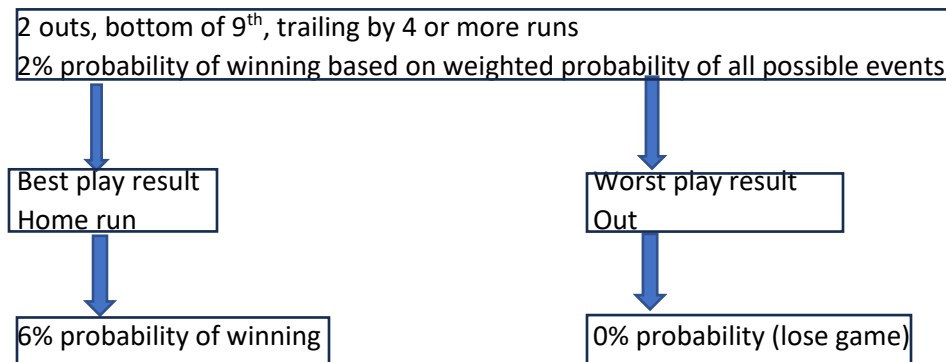 2 outs, bottom of 9th, trailing by 4 or more runs
2% probability of winning based on weighted probability of all possible events
Best play result
Home run
Worst play result
Out
6% probability of winning
0% probability (lose game)